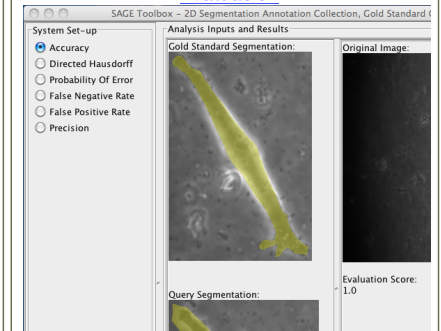 SAGE Toolbox – 2D Segmentation Annotation Collection, Gold Standard
System Set-up
Accuracy
Directed Hausdorff
Probability Of Error
False Negative Rate
False Positive Rate
Precision
Analysis Inputs and Results
Gold Standard Segmentation:
Original Image:
Evaluation Score:
1.0
Query Segmentation: